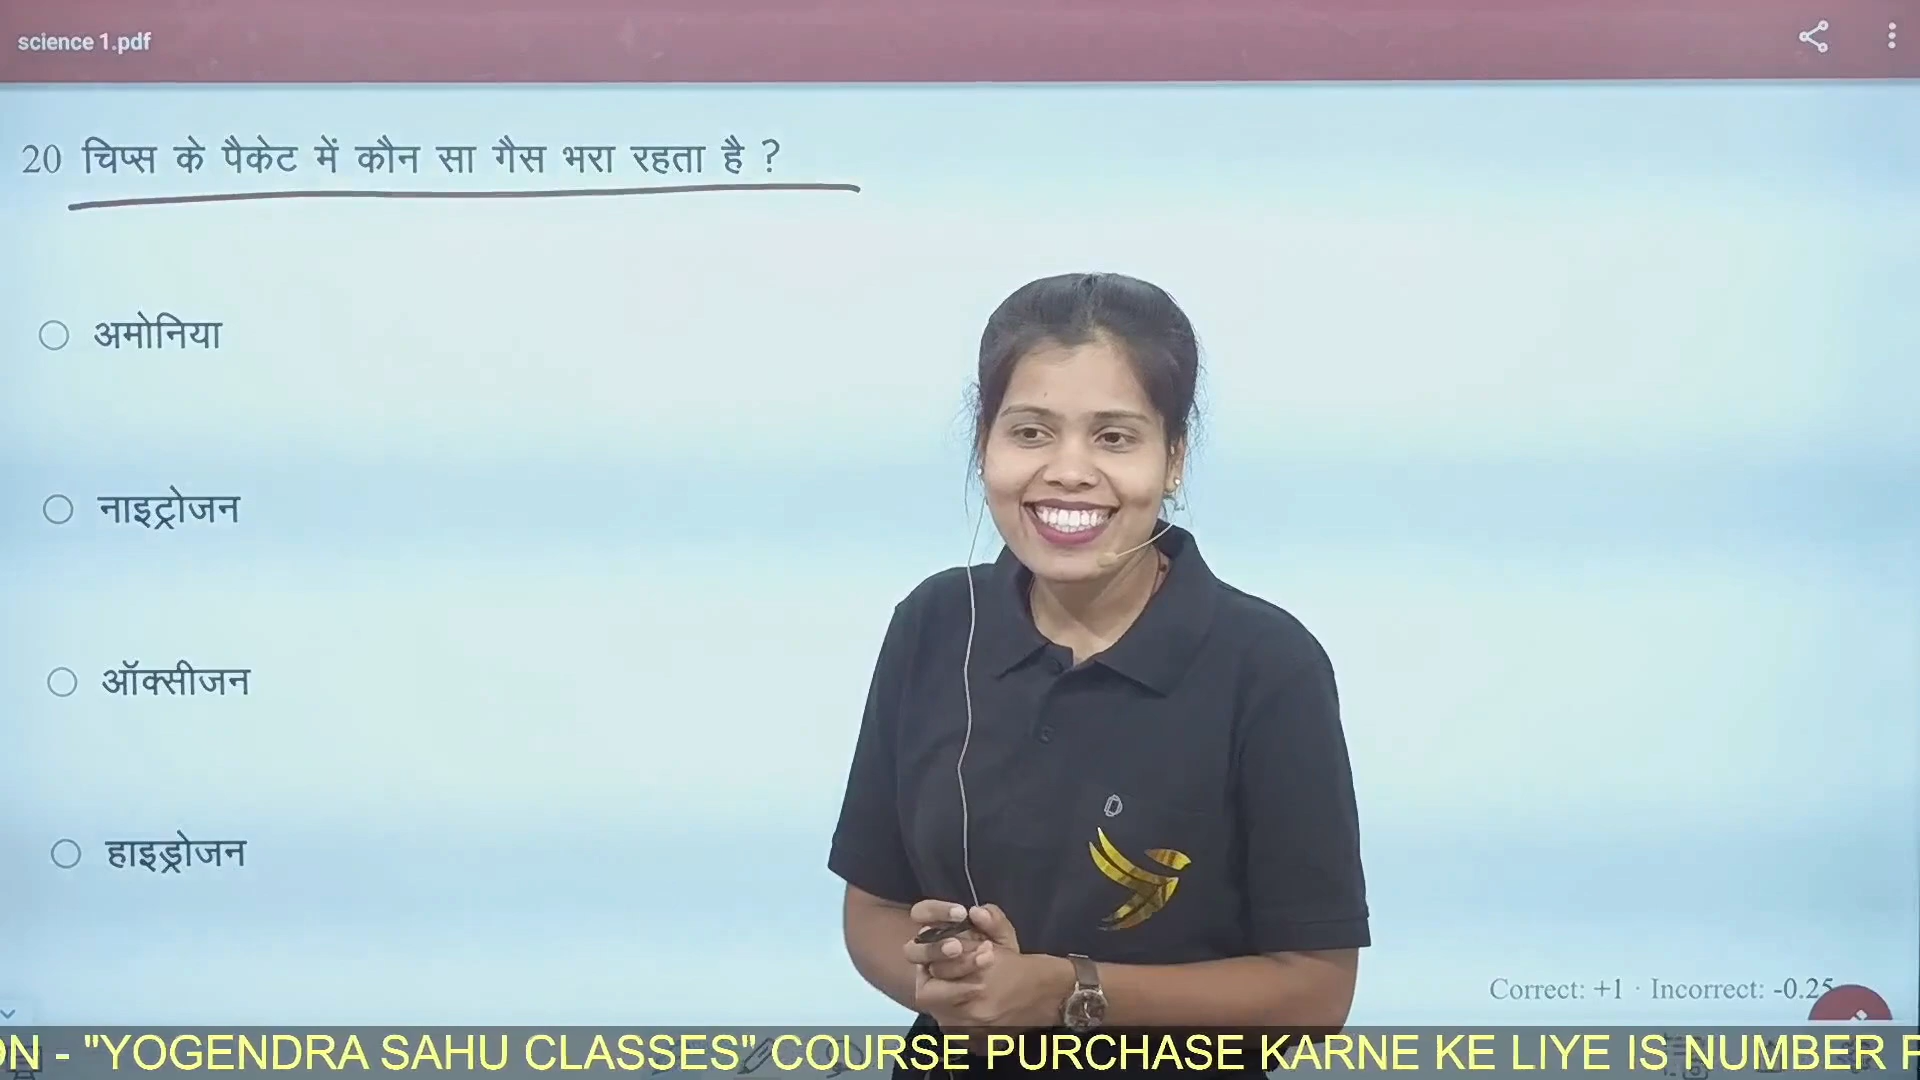 science 1.pdf
20 चिप्स के पैकेट में कौन सा गैस भरा रहता है ?
अमोनिया
नाइट्रोजन
ऑक्सीजन
हाइड्रोजन
Correct: +1 · Incorrect: -0.25
- "YOGENDRA SAHU CLASSES" COURSE PURCHASE KARNE KE LIYE IS NUMBER